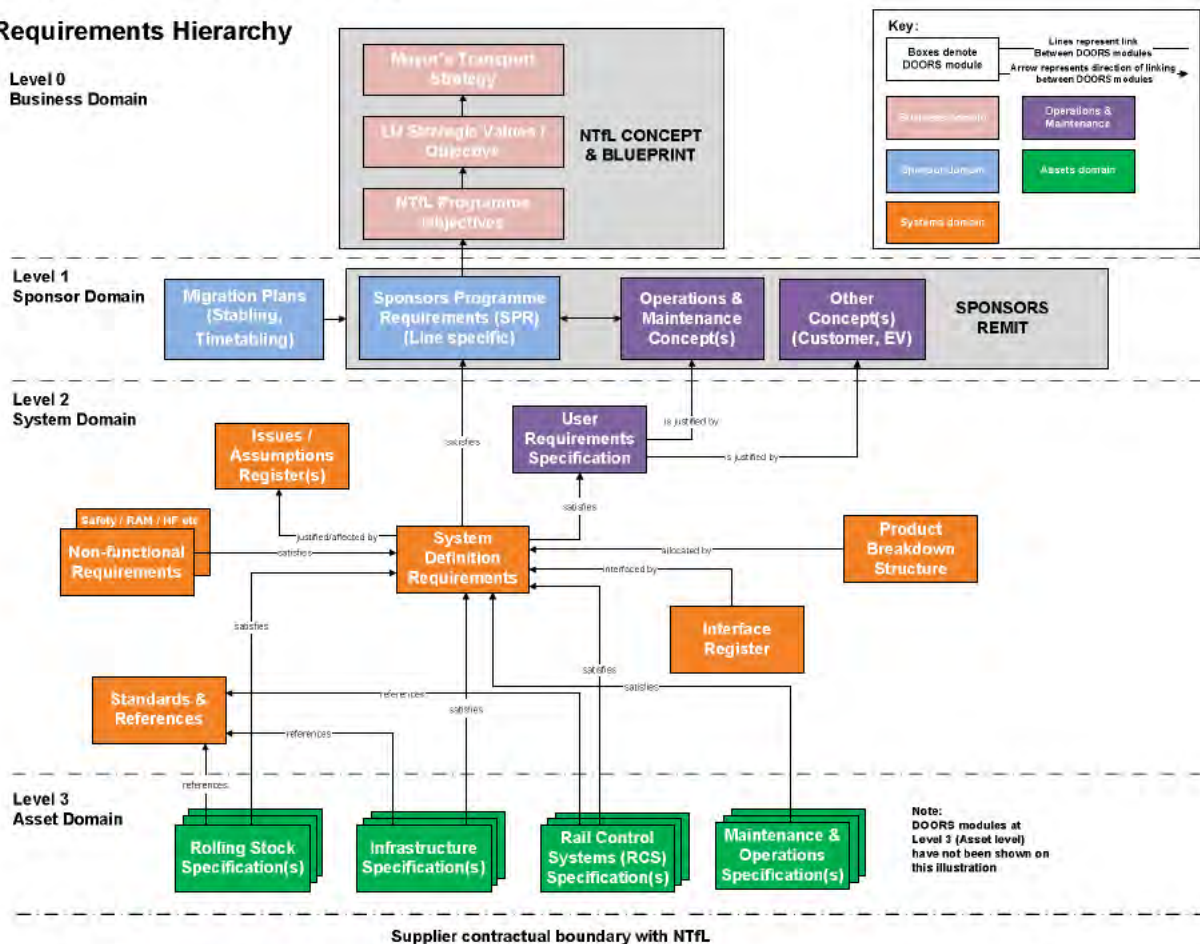 Requirements Hierarchy
Level 0
Business Domain
Mayor's Transport
Strategy
LU Strategic Values /
Objective
NTfL Programme
Objectives
NTfL CONCEPT
& BLUEPRINT
Key:
Boxes denote
DOORS module
Lines represent link
Between DOORS modules
Arrow represents direction of linking
between DOORS modules
Business domain
Operations &
Maintenance
Sponsor domain
Assets domain
Systems domain
Level 1
Sponsor Domain
Migration Plans
(Stabling,
Timetabling)
Sponsors Programme
Requirements (SPR)
(Line specific)
Operations &
Maintenance
Concept(s)
Other
Concept(s)
(Customer, EV)
SPONSORS
REMIT
Level 2
System Domain
Issues /
Assumptions
Register(s)
satisfies
User
Requirements
Specification
is justified by
is justified by
satisfies
Safety / RAM / HF etc
Non-functional
Requirements
justified/affected by
satisfies
System
Definition
Requirements
allocated by
interfaced by
Product
Breakdown
Structure
Interface
Register
satisfies
satisfies
satisfies
satisfies
Standards &
References
references
references
references
Level 3
Asset Domain
Rolling Stock
Specification(s)
Infrastructure
Specification(s)
Rail Control
Systems (RCS)
Specification(s)
Maintenance &
Operations
Specification(s)
Note:
DOORS modules at
Level 3 (Asset level)
have not been shown on
this illustration
Supplier contractual boundary with NTfL